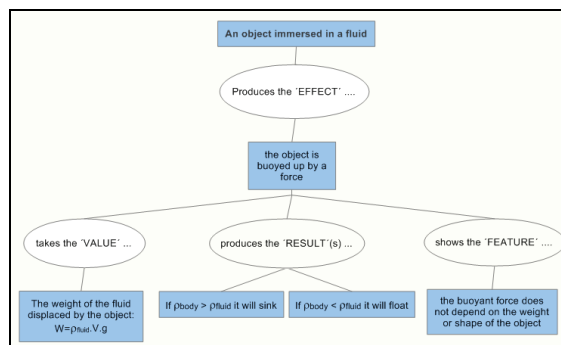 An object immersed in a fluid
Produces the ´EFFECT´ ....
the object is
buoyed up by a
force
takes the ´VALUE´ ...
produces the ´RESULT´(s) ...
shows the ´FEATURE´ ....
The weight of the fluid
displaced by the object:
W=ρfluid.V.g
If ρbody > ρfluid it will sink
If ρbody < ρfluid it will float
the buoyant force does
not depend on the weight
or shape of the object